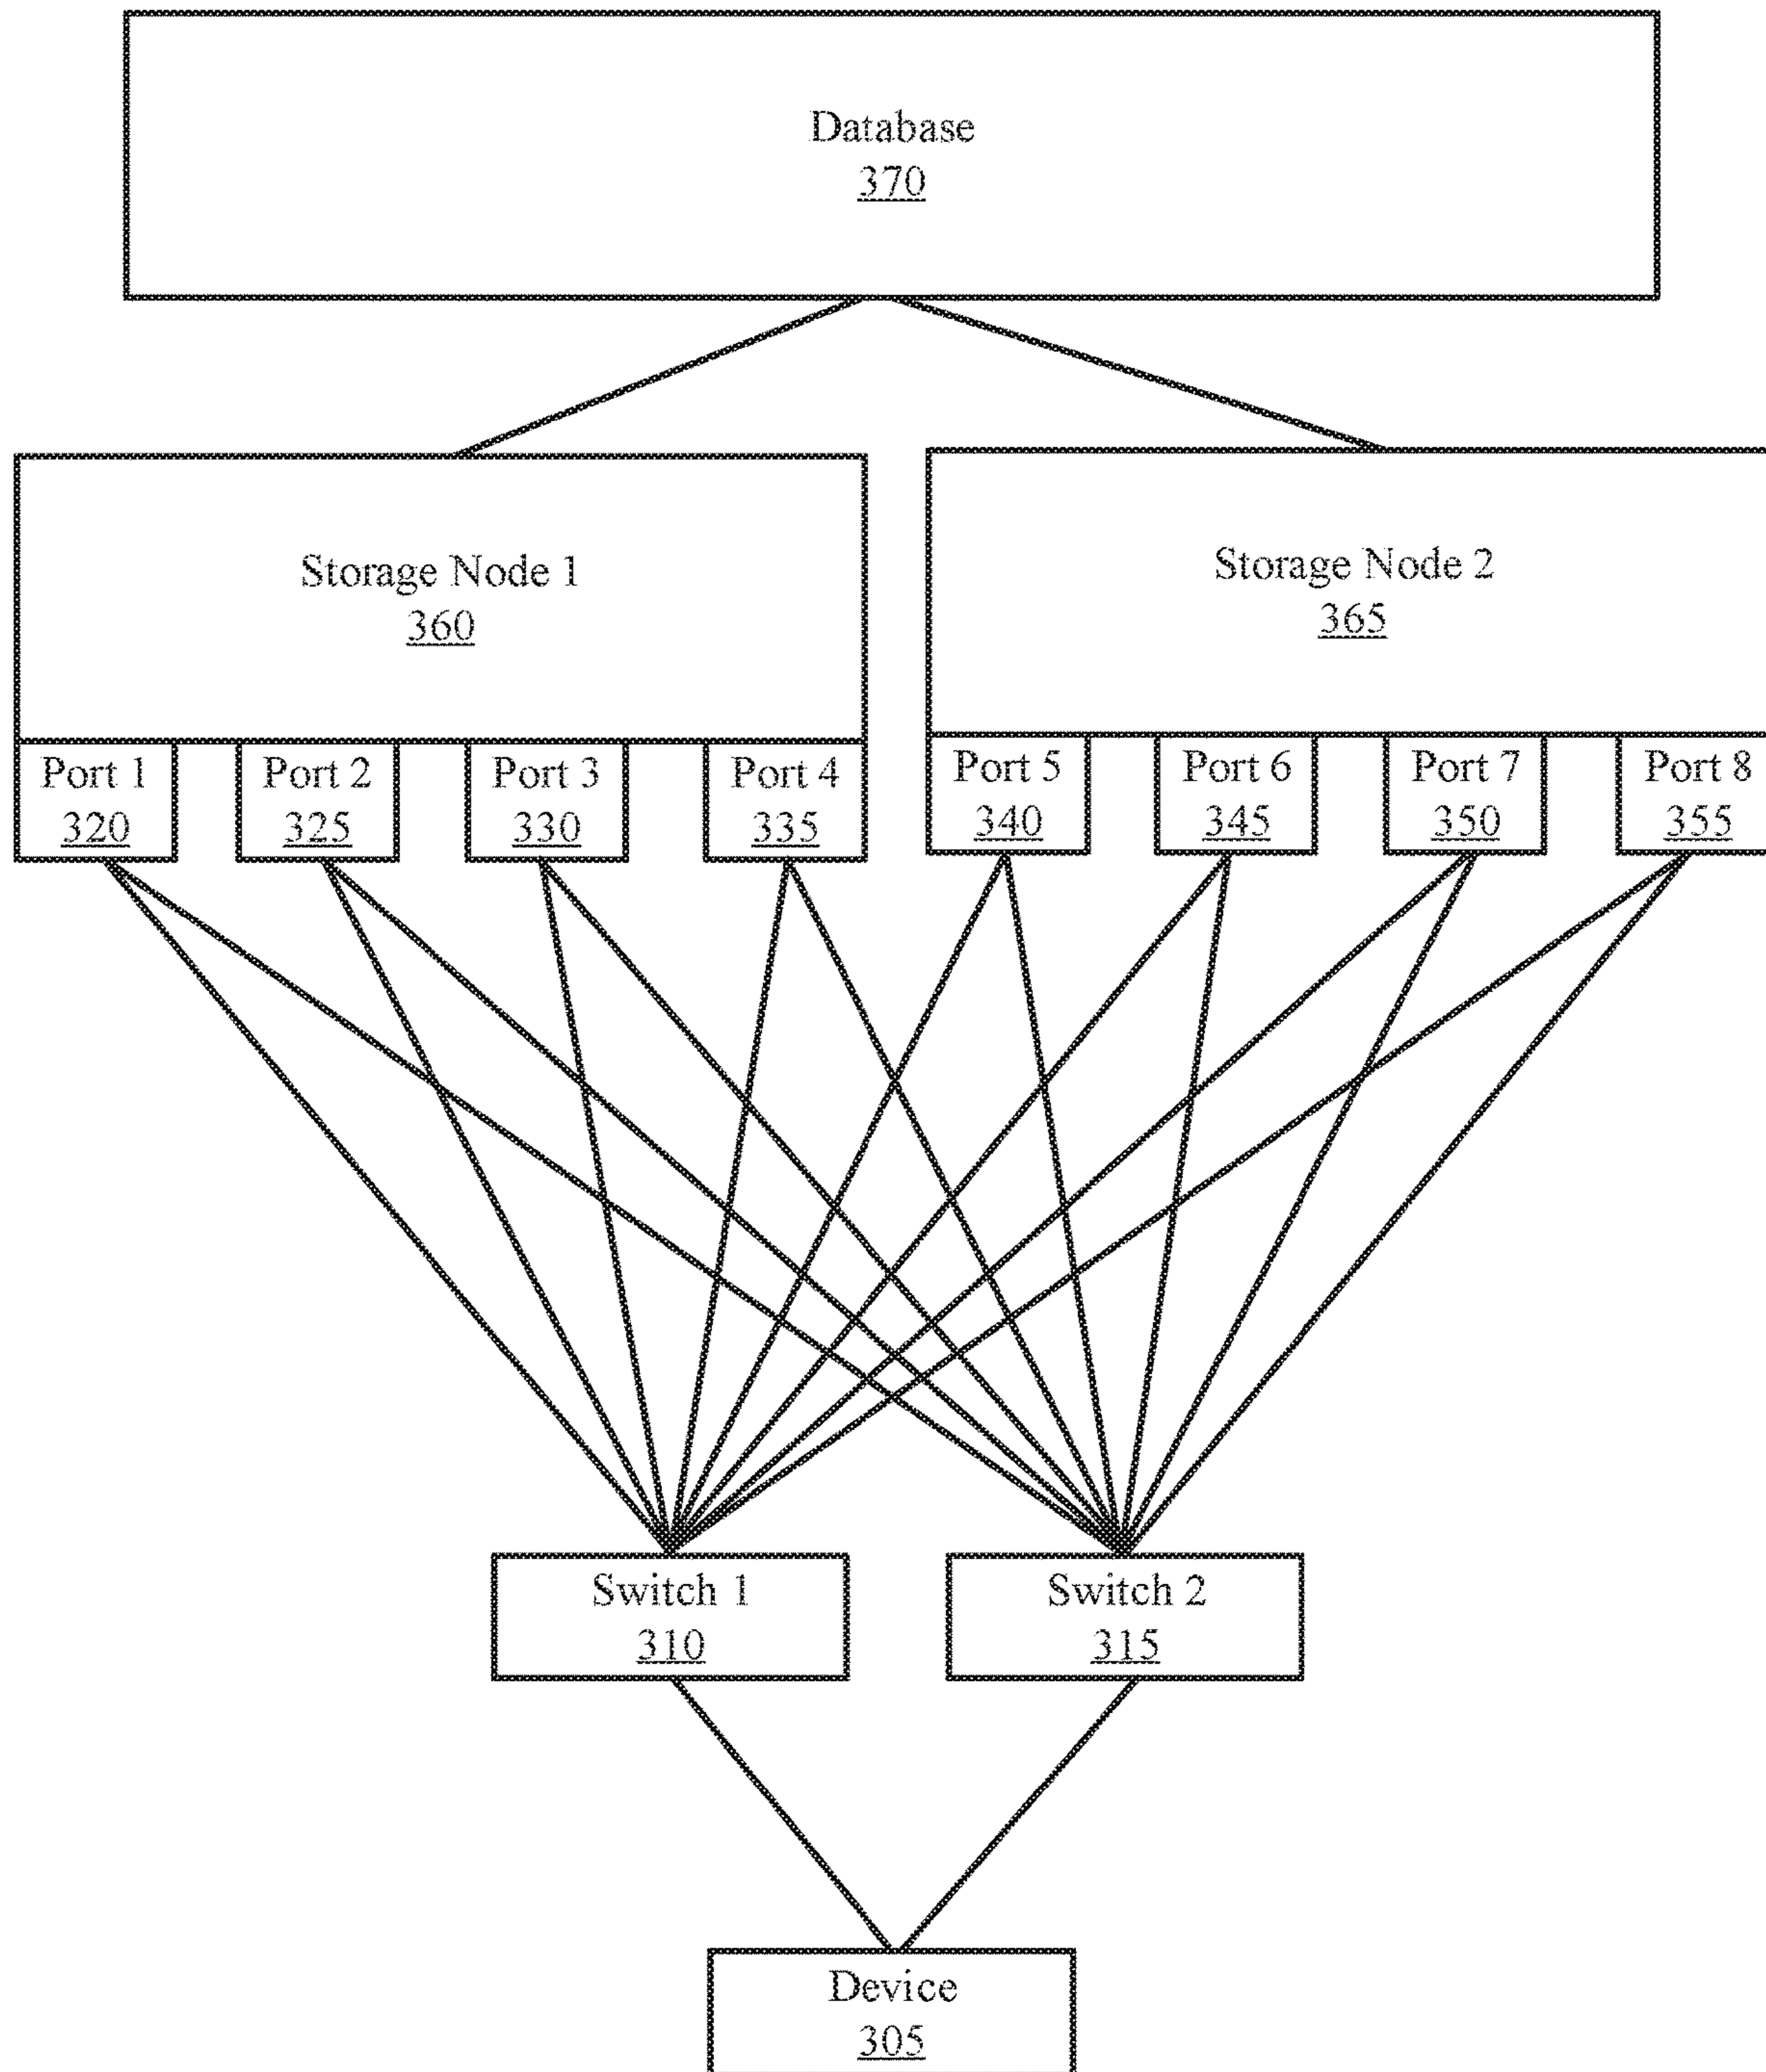 Database
370
Storage Node 1
360
Storage Node 2
365
Port 1
320
Port 2
325
Port 3
330
Port 4
335
Port 5
340
Port 6
345
Port 7
350
Port 8
355
Switch 1
310
Switch 2
315
Device
305